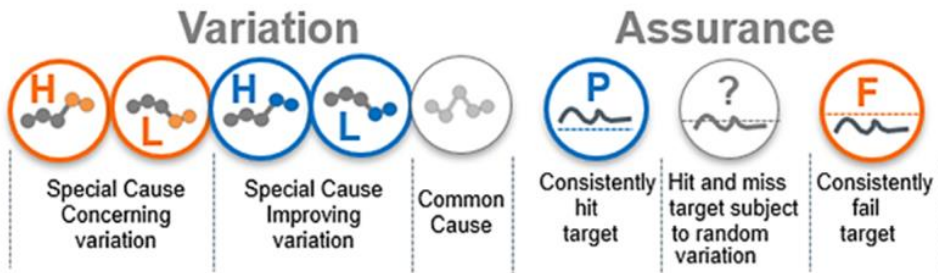 Variation
Assurance
H
L
H
L
P
?
F
Special Cause
Concerning
variation
Special Cause
Improving
variation
Common
Cause
Consistently
hit
target
Hit and miss
target subject
to random
variation
Consistently
fail
target